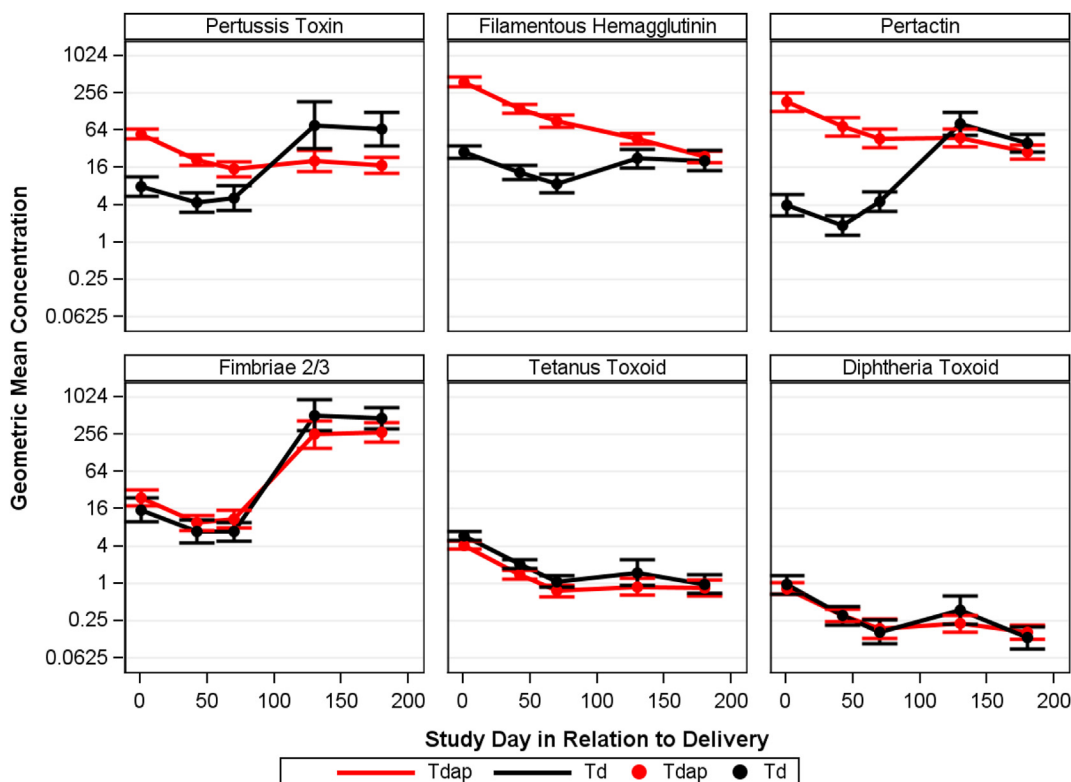 Pertussis Toxin
Filamentous Hemagglutinin
Pertactin
1024
256
64
16
4
1
0.25
0.0625
Geometric Mean Concentration
Fimbriae 2/3
Tetanus Toxoid
Diphtheria Toxoid
1024
256
64
16
4
1
0.25
0.0625
0 50 100 150 200
0 50 100 150 200
0 50 100 150 200
Study Day in Relation to Delivery
Tdap Td Tdap Td